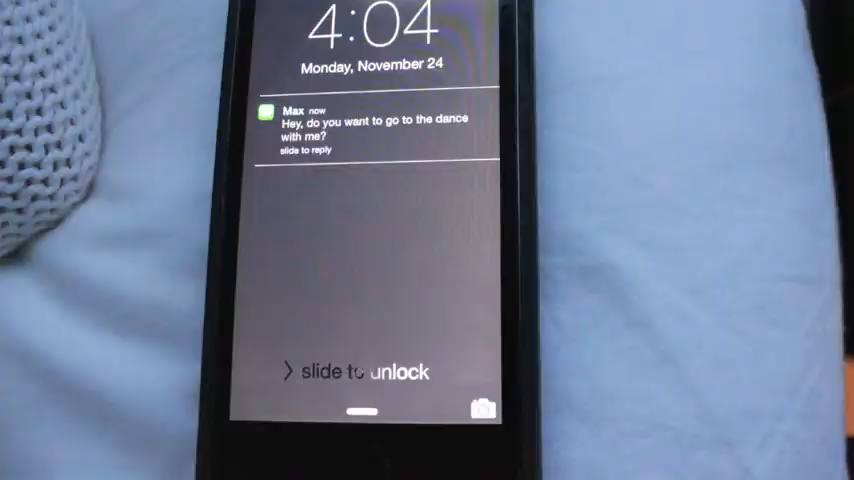 4:04
Monday, November 24
Max now
Hey, do you want to go to the dance
with me?
slide to reply
> slide to unlock